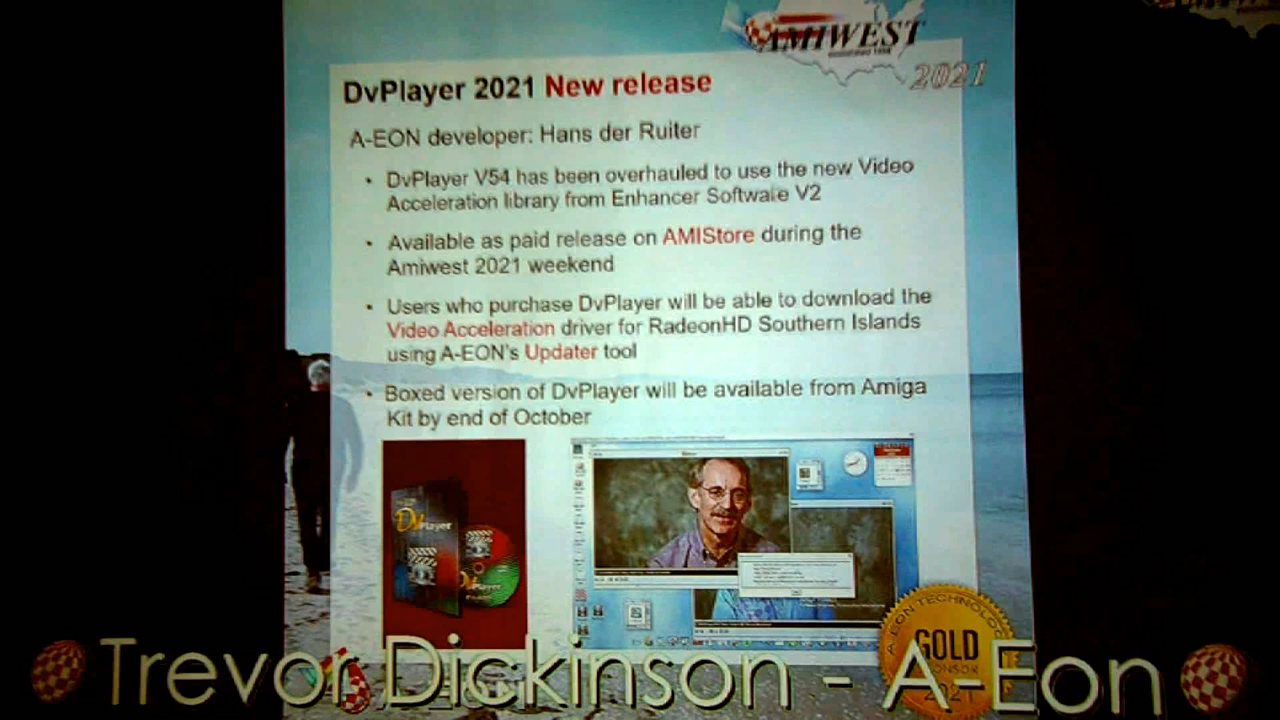 AMIWEST
2021
DvPlayer 2021 New release
A-EON developer: Hans der Ruiter
• DvPlayer V54 has been overhauled to use the new Video
Acceleration library from Enhancer Software V2
• Available as paid release on AMIStore during the
Amiwest 2021 weekend
• Users who purchase DvPlayer will be able to download the
Video Acceleration driver for RadeonHD Southern Islands
using A-EON's Updater tool
• Boxed version of DvPlayer will be available from Amiga
Kit by end of October
DvPlayer
DvPlayer
A-EON TECHNOLOG
GOLD
SPONSOR
2021
Trevor Dickinson - A-Eon